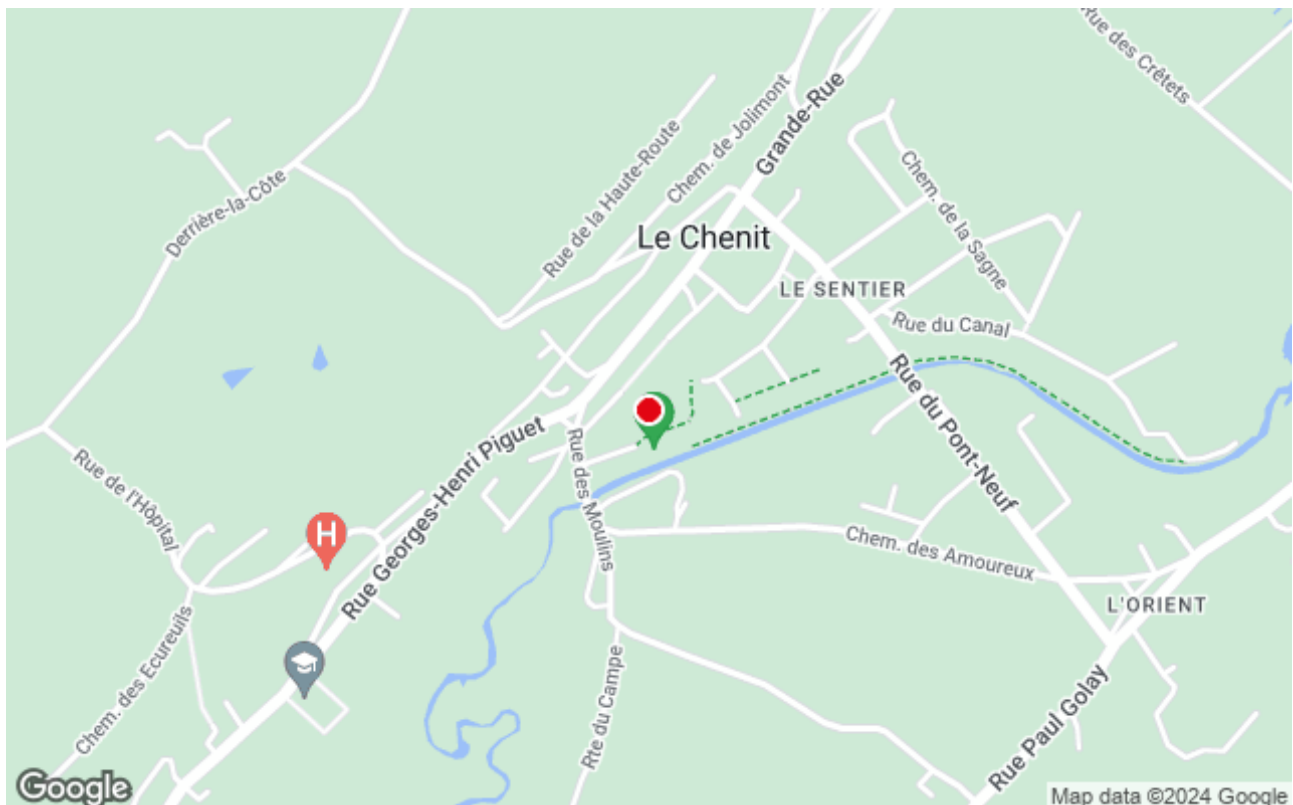 Rue des Crêtets
Grande-Rue
Chem. de Jolimont
Rue de la Haute-Route
Chem. de la Sagne
Derrière-la-Côte
Le Chenit
LE SENTIER
Rue du Canal
Rue du Pont-Neuf
Rue Georges-Henri Piguet
Rue des Moulins
Rue de l'Hôpital
H
Chem. des Amoureux
L'ORIENT
Chem. des Ecureuils
Rte du Campe
Rue Paul Golay
Google
Map data ©2024 Google